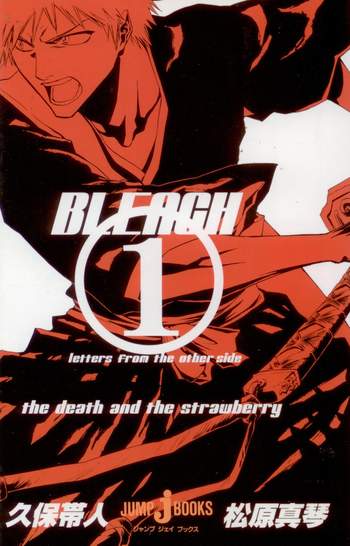 BLEACH
1
letters from the other side
the death and the strawberry
久保帯人 JUMP j BOOKS 松原真琴
ジャンプ ジェイ ブックス